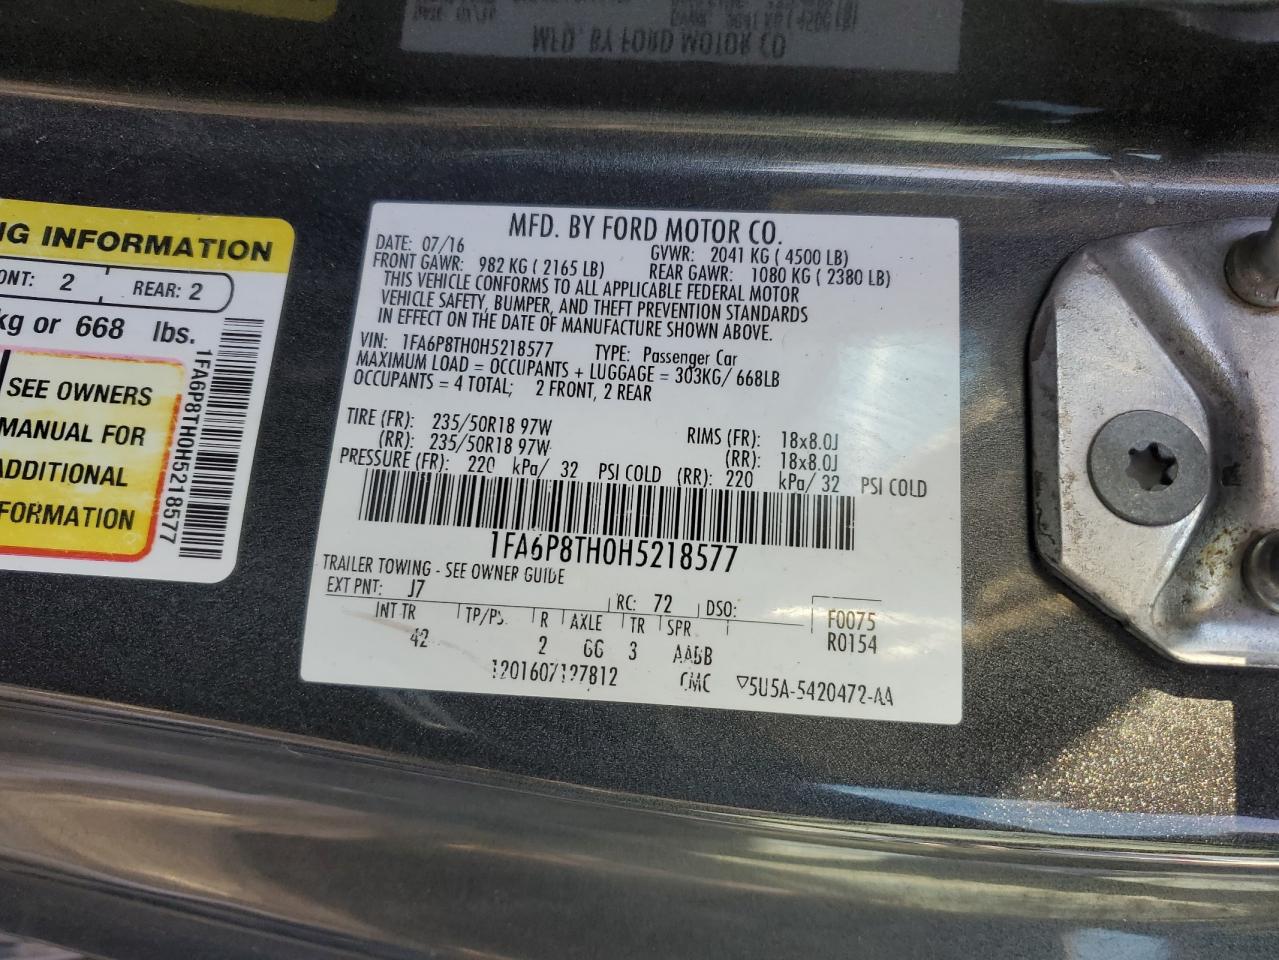 MFD. BY FORD MOTOR CO
NG INFORMATION
ONT: 2 REAR: 2
kg or 668 lbs.
SEE OWNERS
MANUAL FOR
ADDITIONAL
FORMATION
1FA6P8TH0H5218577
MFD. BY FORD MOTOR CO.
DATE: 07/16 GVWR: 2041 KG ( 4500 LB)
FRONT GAWR: 982 KG ( 2165 LB) REAR GAWR: 1080 KG ( 2380 LB)
THIS VEHICLE CONFORMS TO ALL APPLICABLE FEDERAL MOTOR
VEHICLE SAFETY, BUMPER, AND THEFT PREVENTION STANDARDS
IN EFFECT ON THE DATE OF MANUFACTURE SHOWN ABOVE.
VIN: 1FA6P8TH0H5218577 TYPE: Passenger Car
MAXIMUM LOAD = OCCUPANTS + LUGGAGE = 303KG/ 668LB
OCCUPANTS = 4 TOTAL; 2 FRONT, 2 REAR
TIRE (FR): 235/50R18 97W RIMS (FR): 18x8.0J
(RR): 235/50R18 97W (RR): 18x8.0J
PRESSURE (FR): 220 kPa/ 32 PSI COLD (RR): 220 kPa/ 32 PSI COLD
1FA6P8TH0H5218577
TRAILER TOWING - SEE OWNER GUIDE
EXT PNT: J7 RC: 72 DSO: F0075
INT TR TP/PS R AXLE TR SPR R0154
42 2 GG 3 AABB
CMC ▽5U5A-5420472-AA